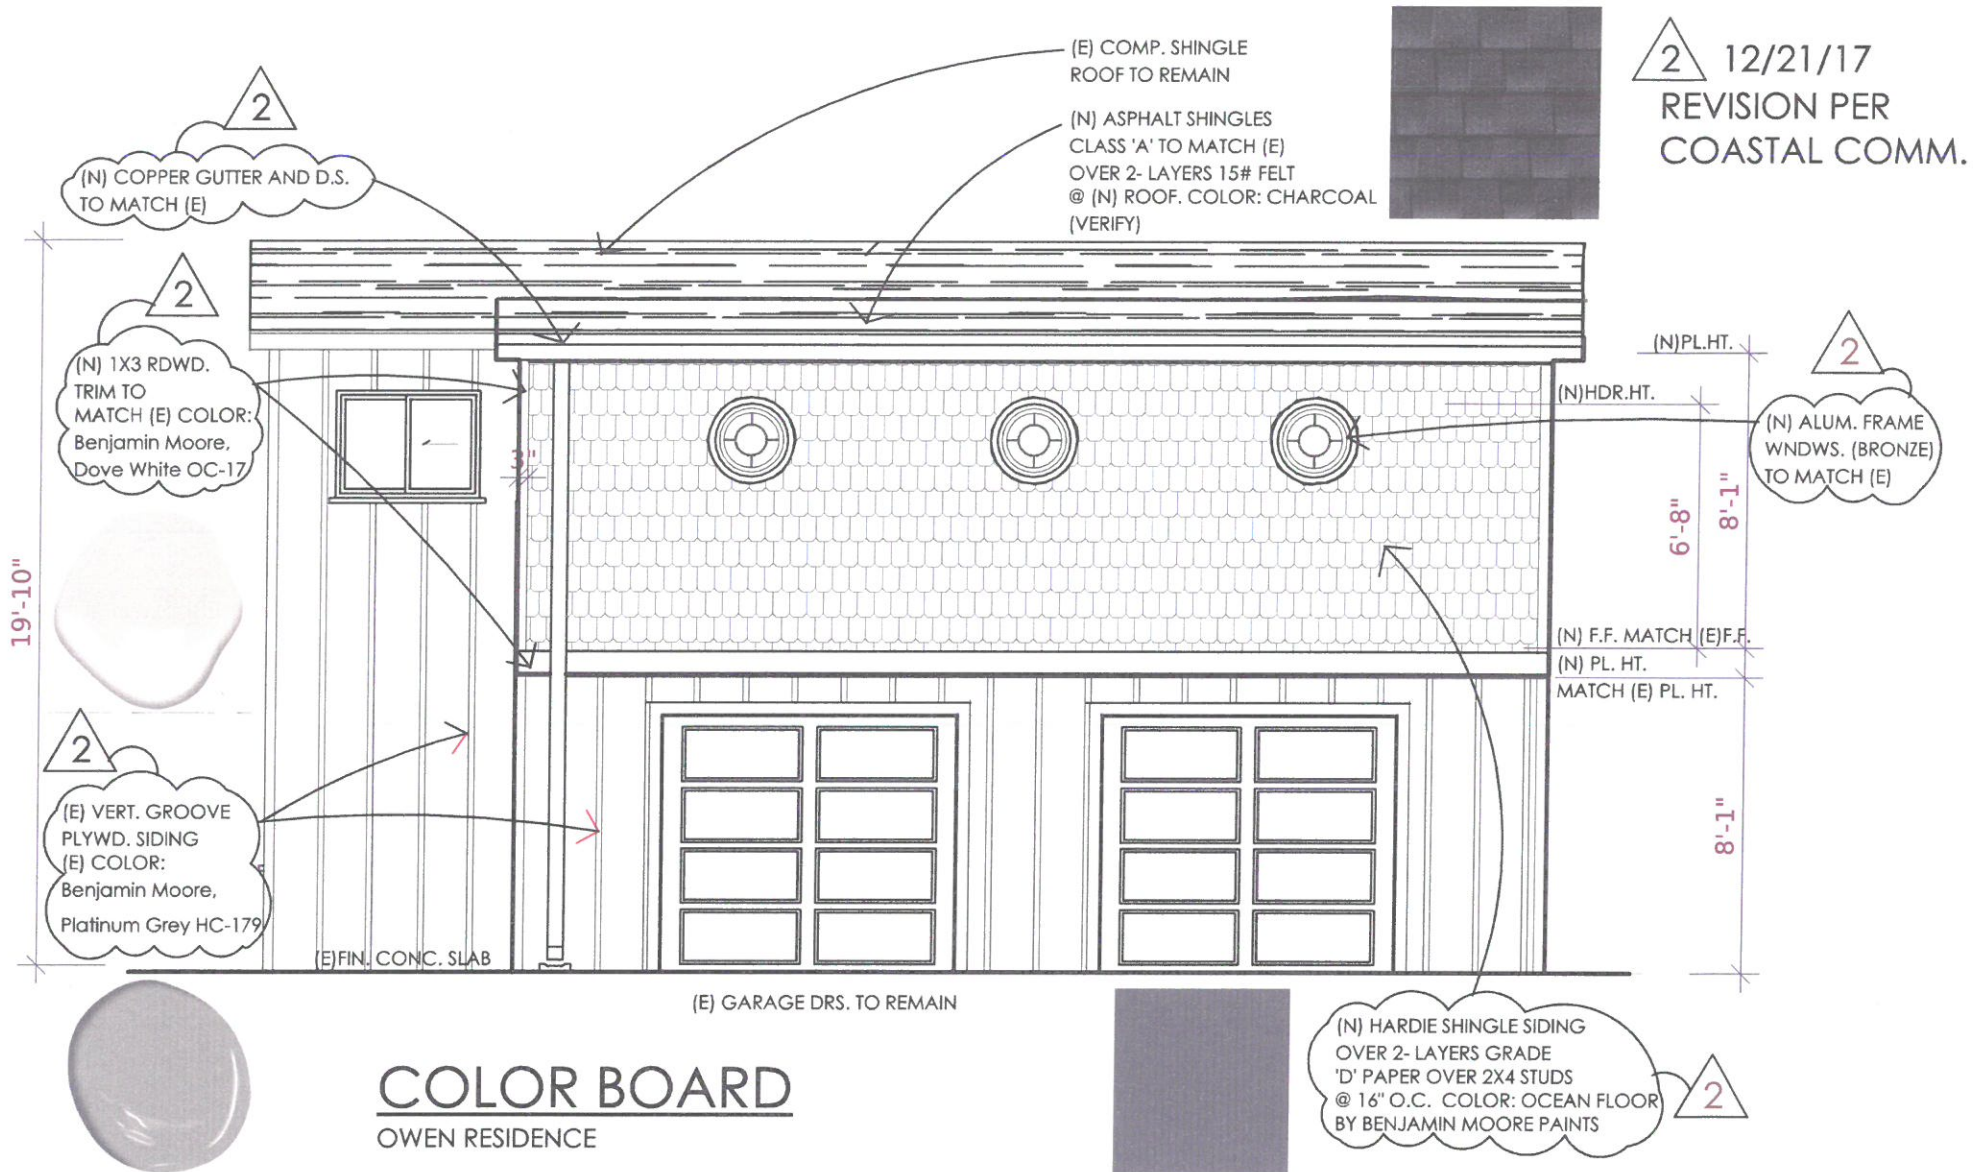 (E) COMP. SHINGLE
ROOF TO REMAIN
(N) ASPHALT SHINGLES
CLASS 'A' TO MATCH (E)
OVER 2- LAYERS 15# FELT
@ (N) ROOF. COLOR: CHARCOAL
(VERIFY)
2 12/21/17
REVISION PER
COASTAL COMM.
2
(N) COPPER GUTTER AND D.S.
TO MATCH (E)
2
(N) 1X3 RDWD.
TRIM TO
MATCH (E) COLOR:
Benjamin Moore,
Dove White OC-17
3"
19'-10"
(N)PL.HT.
(N)HDR.HT.
2
(N) ALUM. FRAME
WNDWS. (BRONZE)
TO MATCH (E)
6'-8"
8'-1"
(N) F.F. MATCH (E)F.F.
(N) PL. HT.
MATCH (E) PL. HT.
8'-1"
2
(E) VERT. GROOVE
PLYWD. SIDING
(E) COLOR:
Benjamin Moore,
Platinum Grey HC-179
(E)FIN. CONC. SLAB
(E) GARAGE DRS. TO REMAIN
(N) HARDIE SHINGLE SIDING
OVER 2- LAYERS GRADE
'D' PAPER OVER 2X4 STUDS
@ 16" O.C. COLOR: OCEAN FLOOR
BY BENJAMIN MOORE PAINTS
2
COLOR BOARD
OWEN RESIDENCE